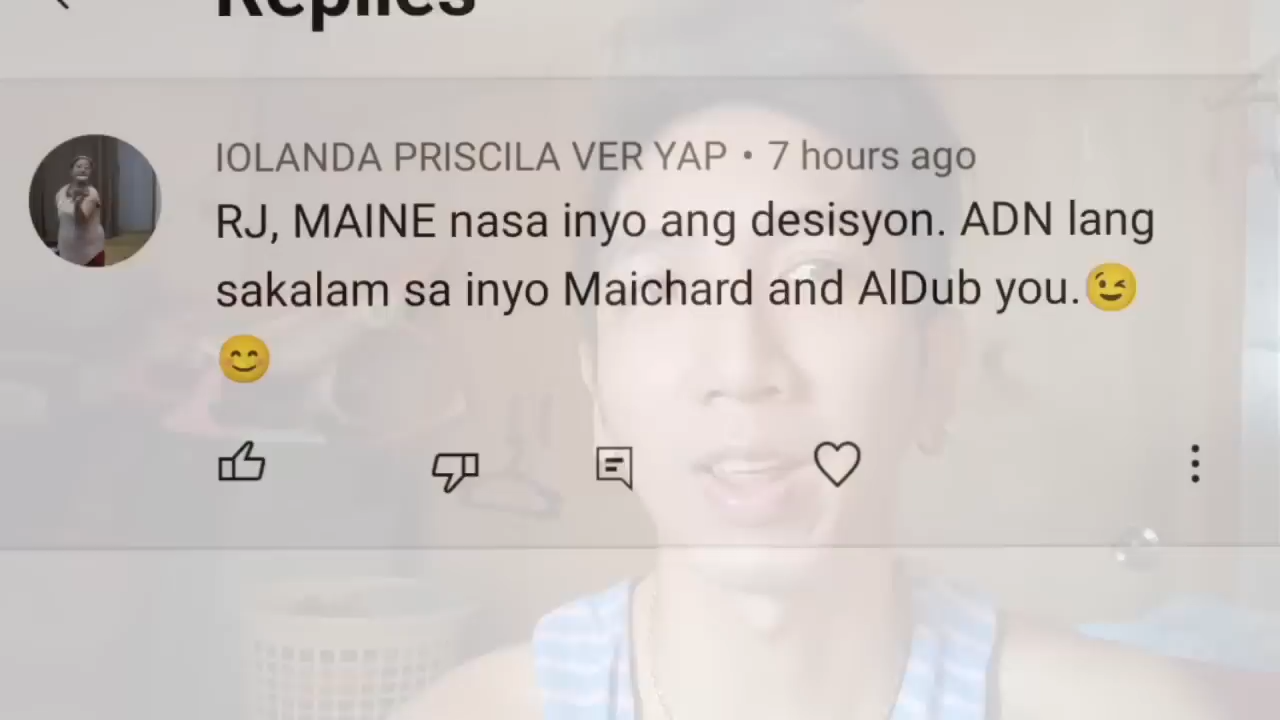 Replies
IOLANDA PRISCILA VER YAP • 7 hours ago
RJ, MAINE nasa inyo ang desisyon. ADN lang
sakalam sa inyo Maichard and AlDub you.😉
😊